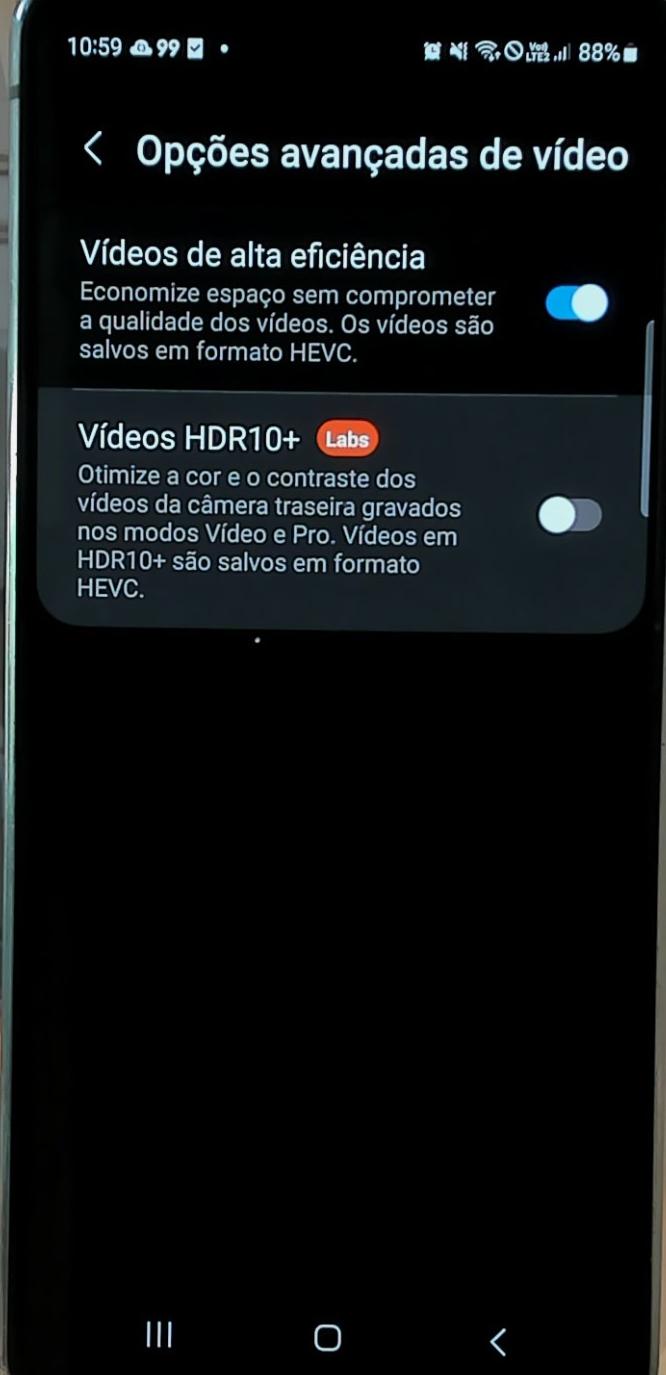 10:59 99 Vo)) LTE2 88%
Opções avançadas de vídeo
Vídeos de alta eficiência
Economize espaço sem comprometer
a qualidade dos vídeos. Os vídeos são
salvos em formato HEVC.
Vídeos HDR10+ Labs
Otimize a cor e o contraste dos
vídeos da câmera traseira gravados
nos modos Vídeo e Pro. Vídeos em
HDR10+ são salvos em formato
HEVC.